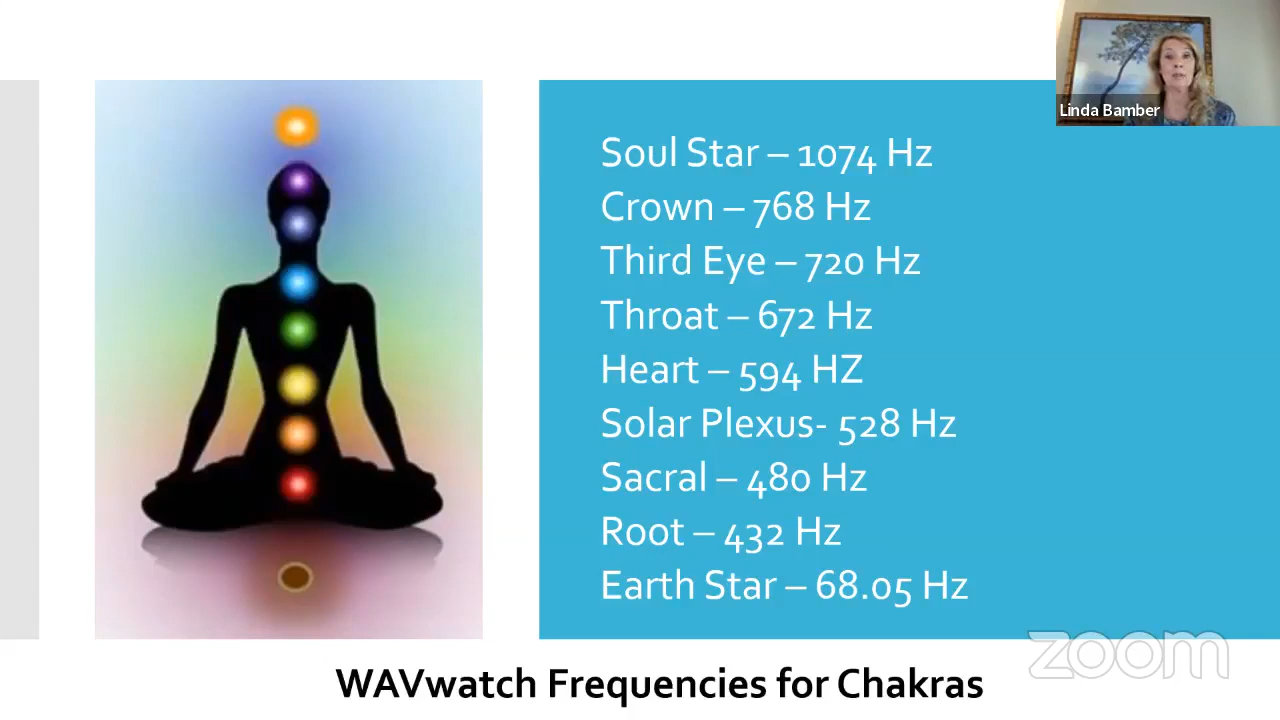 Linda Bamber
Soul Star – 1074 Hz
Crown – 768 Hz
Third Eye – 720 Hz
Throat – 672 Hz
Heart – 594 HZ
Solar Plexus- 528 Hz
Sacral – 480 Hz
Root – 432 Hz
Earth Star – 68.05 Hz
zoom
WAVwatch Frequencies for Chakras